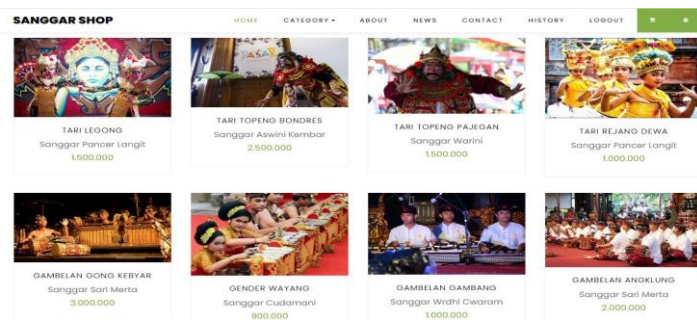 SANGGAR SHOP
HOME CATEGORY ABOUT NEWS CONTACT HISTORY LOGOUT
TARI LEGONG
Sanggar Pancer Langit
1.500.000
TARI TOPENG BONDRES
Sanggar Aswini Kembar
2.500.000
TARI TOPENG PAJEGAN
Sanggar Warini
1.500.000
TARI REJANG DEWA
Sanggar Pancer Langit
1.000.000
GAMBELAN GONG KEBYAR
Sanggar Sari Merta
3.000.000
GENDER WAYANG
Sanggar Cudamani
900.000
GAMBELAN GAMBANG
Sanggar Wrdhi Cwaram
1.000.000
GAMBELAN ANGKLUNG
Sanggar Sari Merta
2.000.000